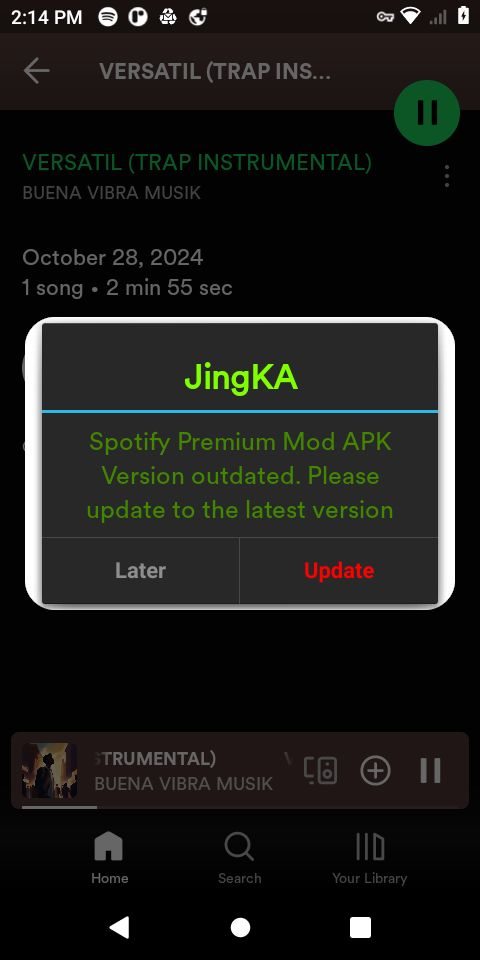 2:14 PM
VERSATIL (TRAP INS...
VERSATIL (TRAP INSTRUMENTAL)
BUENA VIBRA MUSIK
October 28, 2024
1 song • 2 min 55 sec
JingKA
Spotify Premium Mod APK
Version outdated. Please
update to the latest version
Later
Update
STRUMENTAL)
BUENA VIBRA MUSIK
Home
Search
Your Library